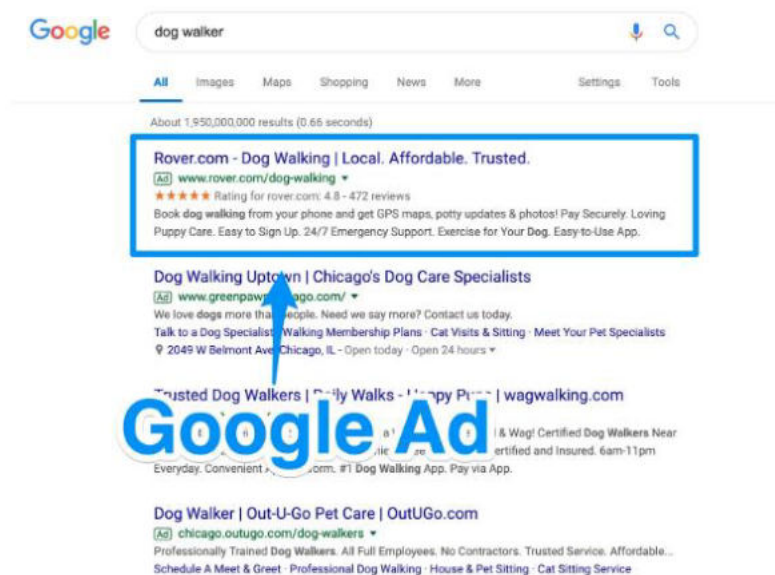 Google
dog walker
All Images Maps Shopping News More Settings Tools
About 1,950,000,000 results (0.66 seconds)
Rover.com - Dog Walking | Local. Affordable. Trusted.
Ad www.rover.com/dog-walking
★★★★★ Rating for rover.com: 4.8 - 472 reviews
Book dog walking from your phone and get GPS maps, potty updates & photos! Pay Securely. Loving
Puppy Care. Easy to Sign Up. 24/7 Emergency Support. Exercise for Your Dog. Easy-to-Use App.
Dog Walking Uptown | Chicago's Dog Care Specialists
Ad
We love dogs more than people. Need we say more? Contact us today.
Talk to a Dog Specialist Walking Membership Plans · Cat Visits & Sitting · Meet Your Pet Specialists
2049 W Belmont Ave Chicago, IL - Open today · Open 24 hours
Trusted Dog Walkers | Daily Walks - Happy | wagwalking.com
Google Ad
& Wag! Certified Dog Walkers Near
and Insured. 6am-11pm
Everyday. Convenient #1 Dog Walking App. Pay via App.
Dog Walker | Out-U-Go Pet Care | OutUGo.com
Ad chicago.outugo.com/dog-walkers
Professionally Trained Dog Walkers. All Full Employees. No Contractors. Trusted Service. Affordable...
Schedule A Meet & Greet · Professional Dog Walking · House & Pet Sitting · Cat Sitting Service